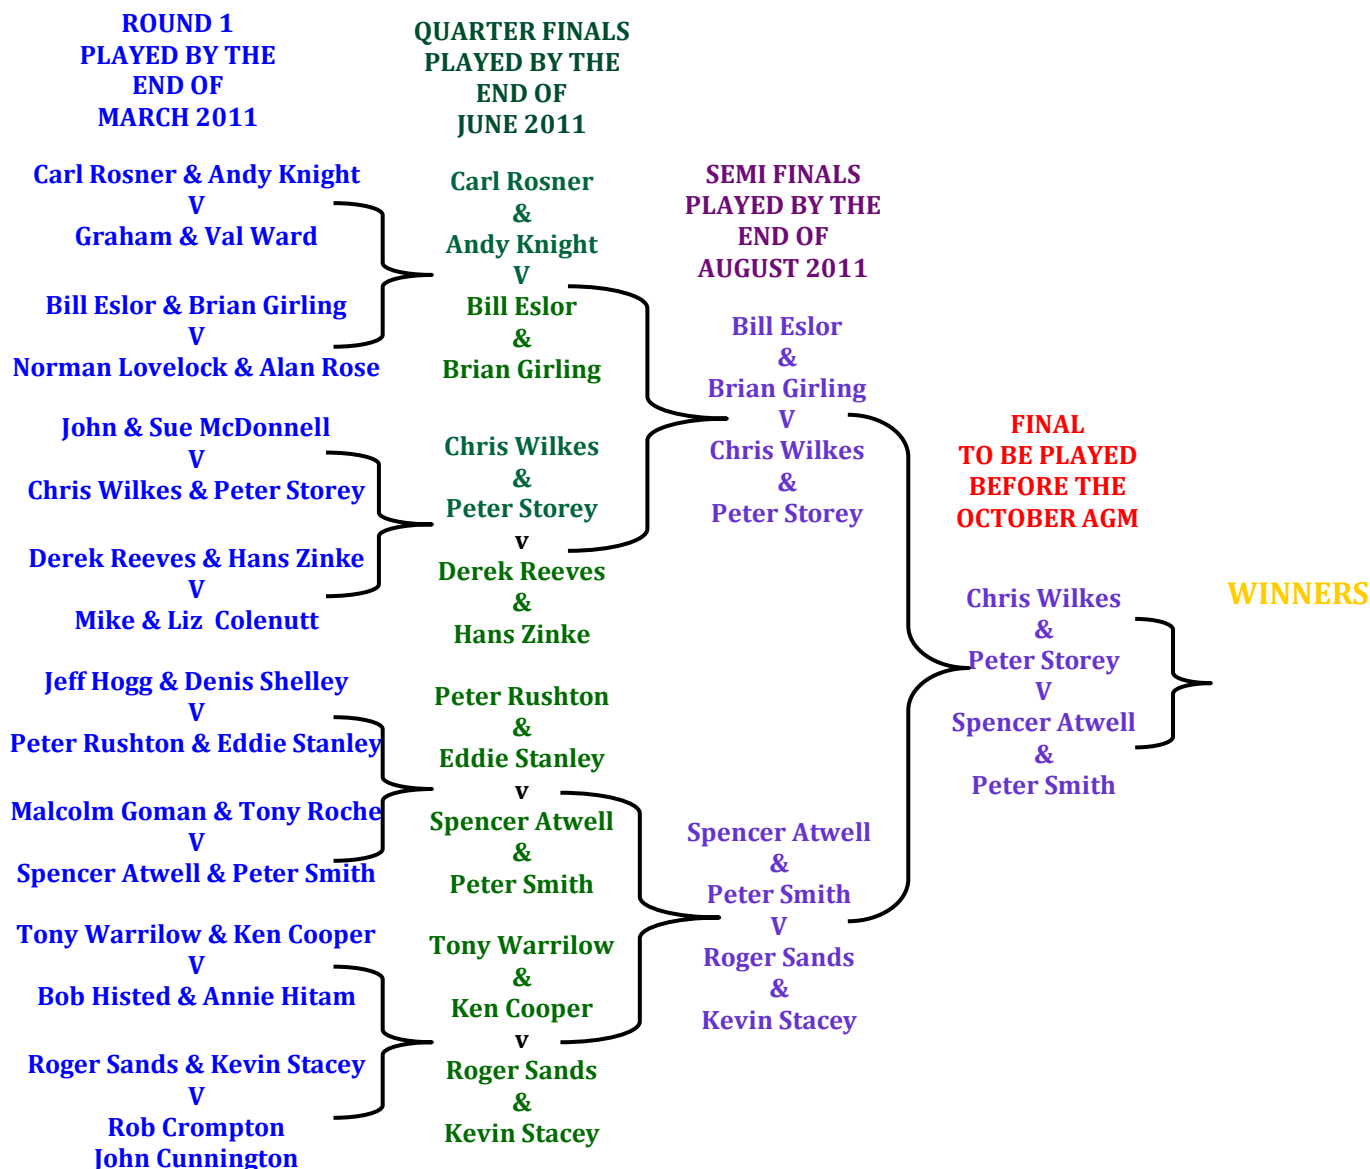 ROUND 1
PLAYED BY THE
END OF
MARCH 2011
Carl Rosner & Andy Knight
V
Graham & Val Ward
Bill Eslor & Brian Girling
V
Norman Lovelock & Alan Rose
John & Sue McDonnell
V
Chris Wilkes & Peter Storey
Derek Reeves & Hans Zinke
V
Mike & Liz  Colenutt
Jeff Hogg & Denis Shelley
V
Peter Rushton & Eddie Stanley
Malcolm Goman & Tony Roche
V
Spencer Atwell & Peter Smith
Tony Warrilow & Ken Cooper
V
Bob Histed & Annie Hitam
Roger Sands & Kevin Stacey
V
Rob Crompton
John Cunnington
QUARTER FINALS
PLAYED BY THE
END OF
JUNE 2011
Carl Rosner
&
Andy Knight
V
Bill Eslor
&
Brian Girling
Chris Wilkes
&
Peter Storey
v
Derek Reeves
&
Hans Zinke
Peter Rushton
&
Eddie Stanley
v
Spencer Atwell
&
Peter Smith
Tony Warrilow
&
Ken Cooper
v
Roger Sands
&
Kevin Stacey
SEMI FINALS
PLAYED BY THE
END OF
AUGUST 2011
Bill Eslor
&
Brian Girling
V
Chris Wilkes
&
Peter Storey
Spencer Atwell
&
Peter Smith
V
Roger Sands
&
Kevin Stacey
FINAL
TO BE PLAYED
BEFORE THE
OCTOBER AGM
Chris Wilkes
&
Peter Storey
V
Spencer Atwell
&
Peter Smith
WINNERS